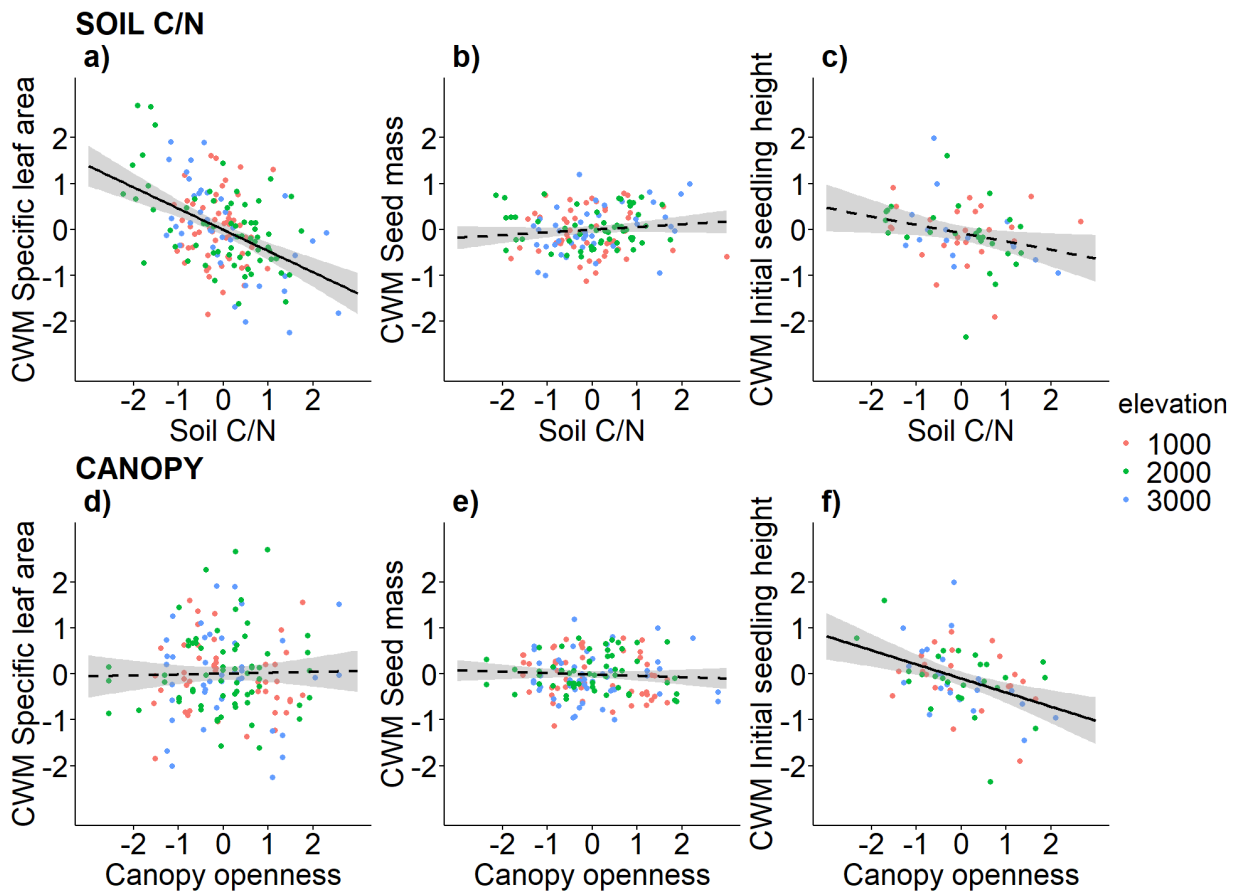 SOIL C/N
a) b) c)
CWM Specific leaf area
2
1
0
-1
-2
-2 -1 0 1 2
Soil C/N
CWM Seed mass
2
1
0
-1
-2
-2 -1 0 1 2
Soil C/N
CWM Initial seedling height
2
1
0
-1
-2
-2 -1 0 1 2
Soil C/N
elevation
1000
2000
3000
CANOPY
d) e) f)
CWM Specific leaf area
2
1
0
-1
-2
-2 -1 0 1 2
Canopy openness
CWM Seed mass
2
1
0
-1
-2
-2 -1 0 1 2
Canopy openness
CWM Initial seedling height
2
1
0
-1
-2
-2 -1 0 1 2
Canopy openness